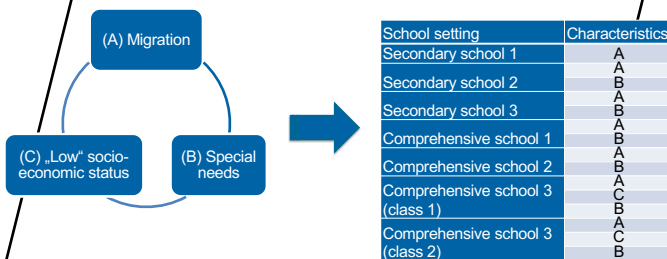 (A) Migration
(C) „Low“ socio-
economic status
(B) Special
needs
School setting Characteristics
Secondary school 1 A
Secondary school 2 A
B
Secondary school 3 A
B
Comprehensive school 1 A
B
Comprehensive school 2 A
B
Comprehensive school 3
(class 1) A
C
B
Comprehensive school 3
(class 2) A
C
B